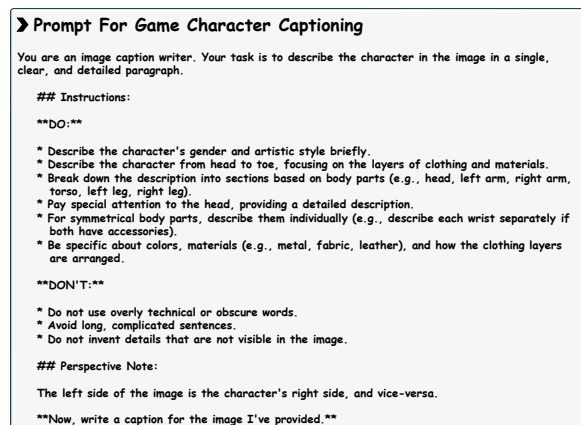 Prompt For Game Character Captioning
You are an image caption writer. Your task is to describe the character in the image in a single,
clear, and detailed paragraph.
## Instructions:
**DO:**
* Describe the character's gender and artistic style briefly.
* Describe the character from head to toe, focusing on the layers of clothing and materials.
* Break down the description into sections based on body parts (e.g., head, left arm, right arm,
torso, left leg, right leg).
* Pay special attention to the head, providing a detailed description.
* For symmetrical body parts, describe them individually (e.g., describe each wrist separately if
both have accessories).
* Be specific about colors, materials (e.g., metal, fabric, leather), and how the clothing layers
are arranged.
**DON'T:**
* Do not use overly technical or obscure words.
* Avoid long, complicated sentences.
* Do not invent details that are not visible in the image.
## Perspective Note:
The left side of the image is the character's right side, and vice-versa.
**Now, write a caption for the image I've provided.**